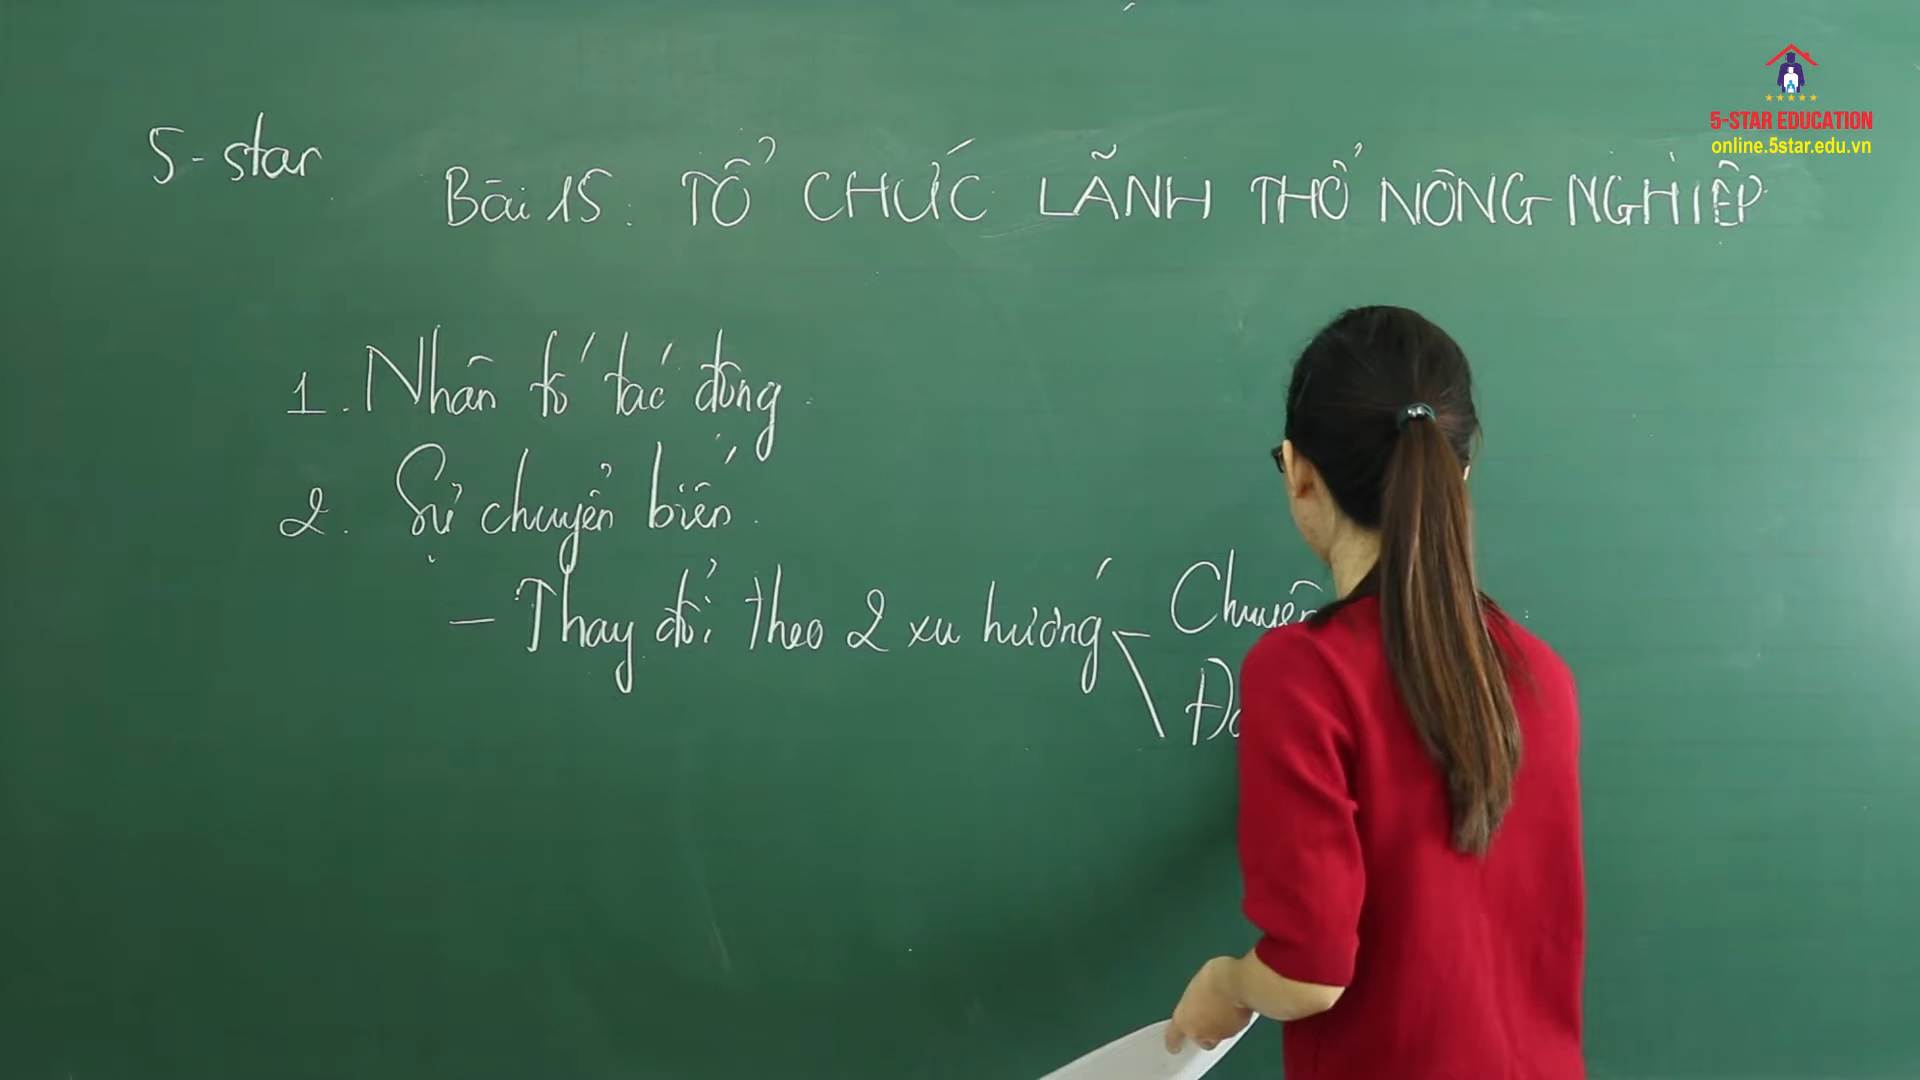 5-STAR EDUCATION
online.5star.edu.vn
5-star
Bài 15: TỔ CHỨC LÃNH THỔ NÔNG NGHIỆP
1. Nhân tố tác động.
2. Sự chuyển biến.
- Thay đổi theo 2 xu hướng
Chuyên